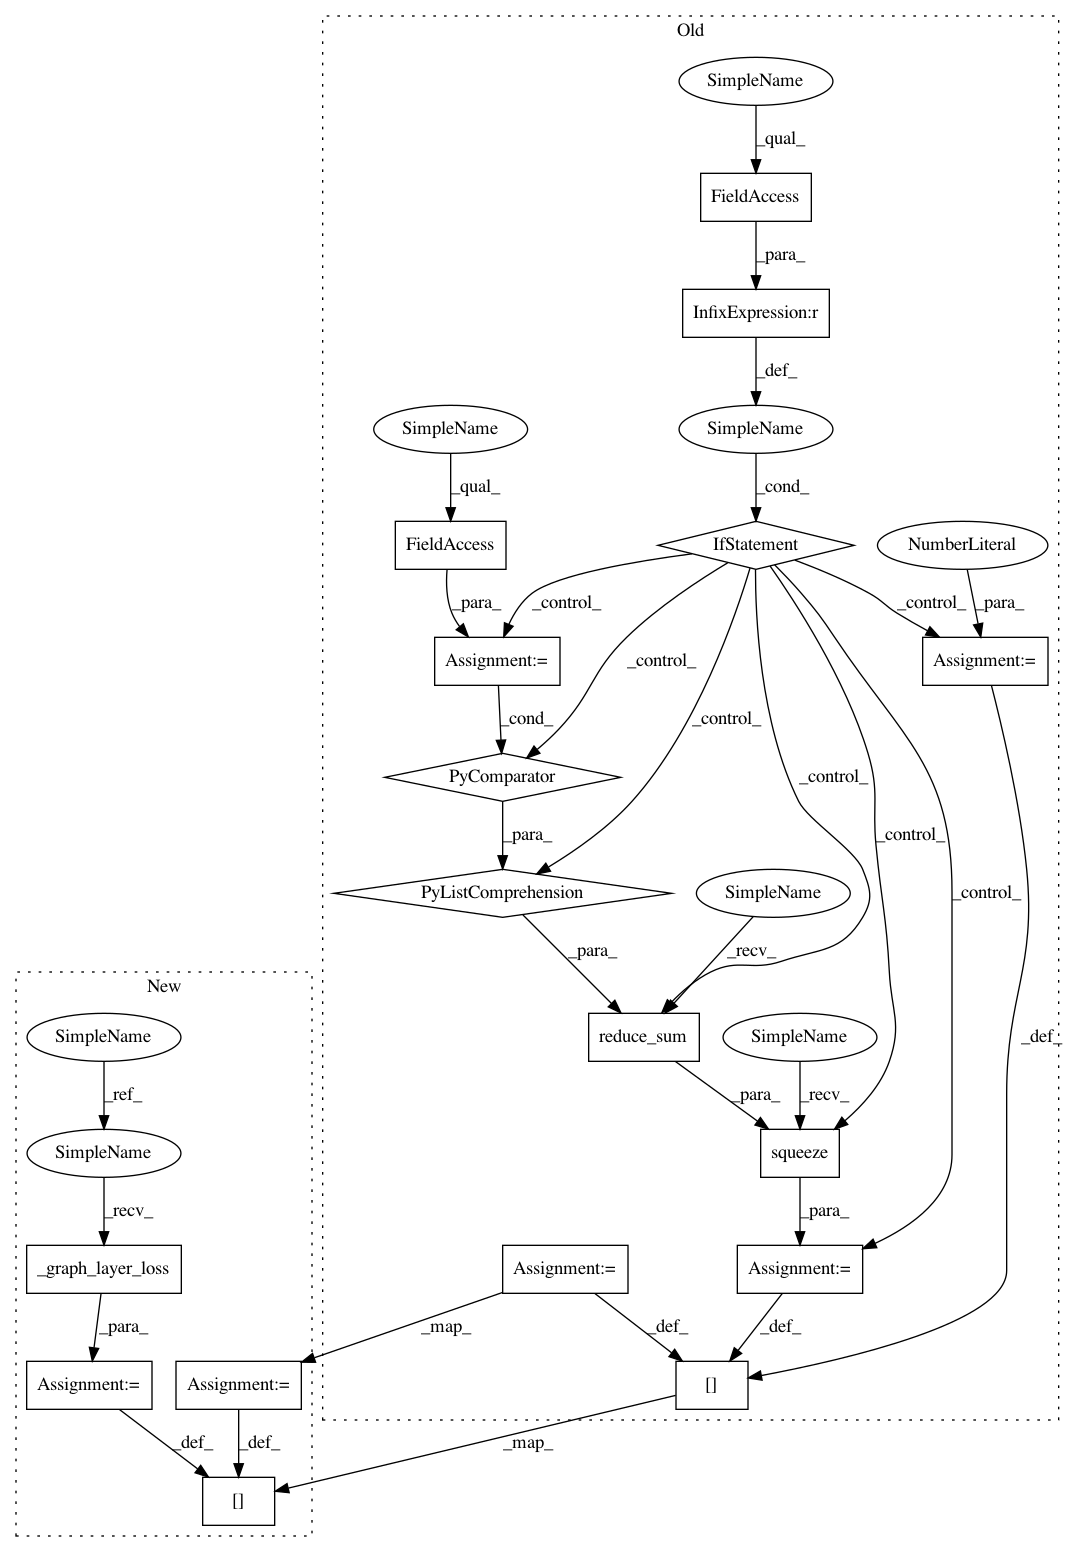 Old
SimpleName
_qual_
FieldAccess
_para_
InfixExpression:r
_def_
SimpleName
SimpleName
_qual_
_cond_
FieldAccess
IfStatement
NumberLiteral
_para_
_control_
_control_
_para_
Assignment:=
_control_
Assignment:=
_cond_
_control_
PyComparator
_control_
_para_
_control_
PyListComprehension
SimpleName
_control_
_para_
_recv_
New
SimpleName
reduce_sum
SimpleName
_def_
_ref_
_para_
_recv_
SimpleName
squeeze
_recv_
_para_
_graph_layer_loss
Assignment:=
Assignment:=
_para_
_map_
_def_
_def_
Assignment:=
Assignment:=
[]
_def_
_def_
_map_
[]